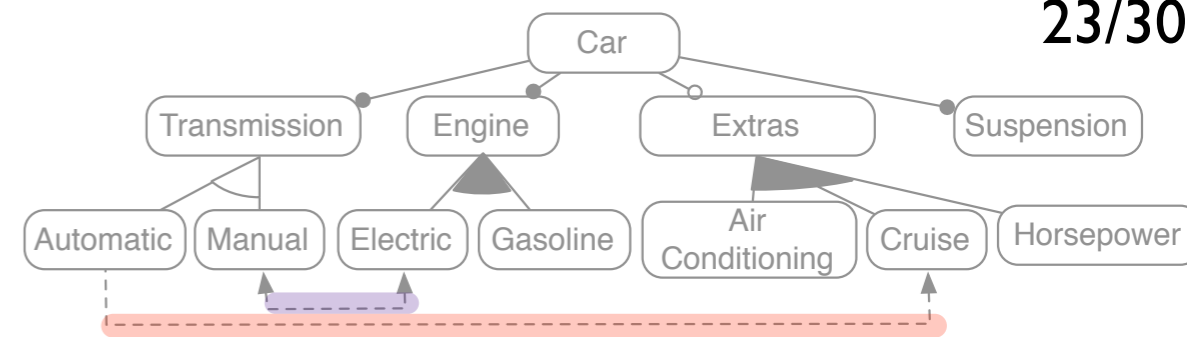 23/30
Car
Transmission
Engine
Extras
Suspension
Automatic
Manual
Electric
Gasoline
Air
Conditioning
Cruise
Horsepower